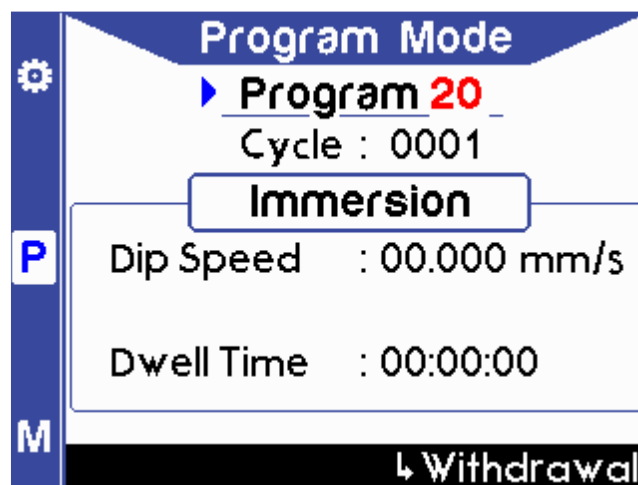 Program Mode
Program 20
Cycle : 0001
Immersion
Dip Speed : 00.000 mm/s
P
Dwell Time : 00:00:00
M
↳ Withdrawal